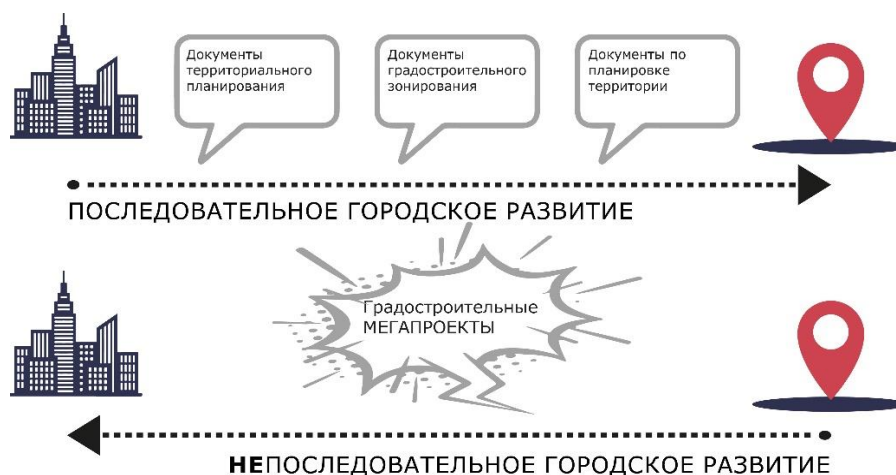 Документы
территориального
планирования
Документы
градостроительного
зонирования
Документы по
планировке
территории
ПОСЛЕДОВАТЕЛЬНОЕ ГОРОДСКОЕ РАЗВИТИЕ
Градостроительные
МЕГАПРОЕКТЫ
НЕПОСЛЕДОВАТЕЛЬНОЕ ГОРОДСКОЕ РАЗВИТИЕ